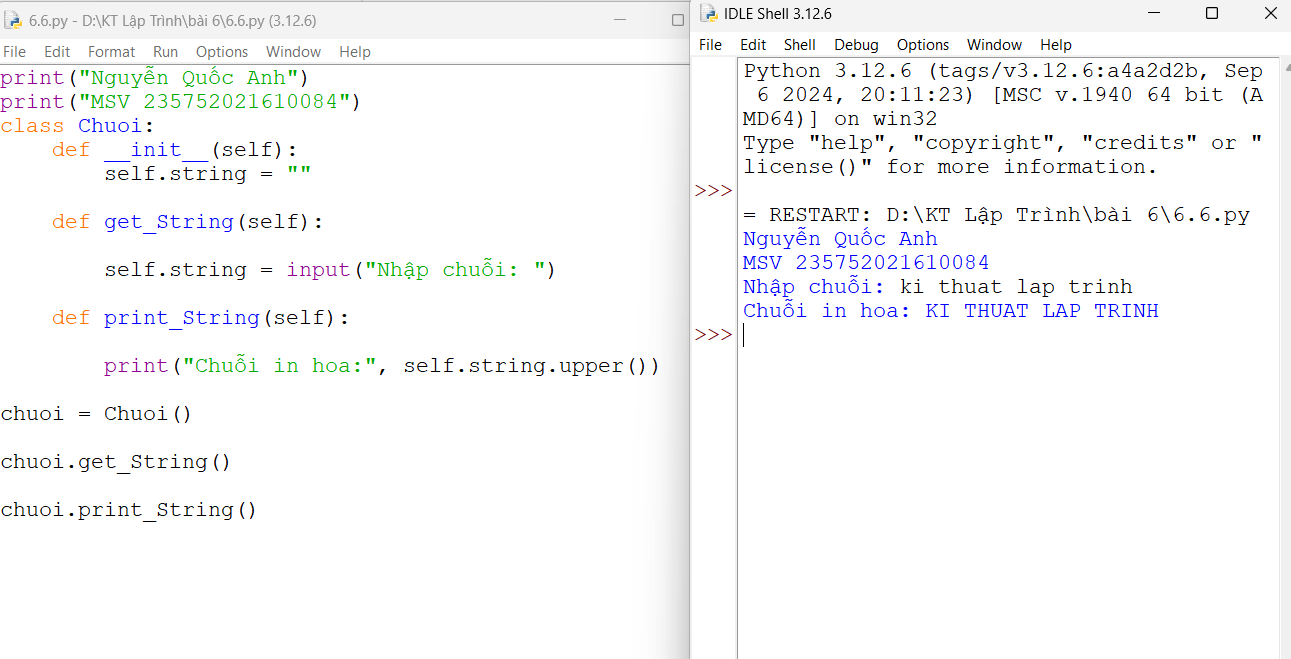 6.6.py - D:\KT Lập Trình\bài 6\6.6.py (3.12.6)
File Edit Format Run Options Window Help
print("Nguyễn Quốc Anh")
print("MSV 235752021610084")
class Chuoi:
    def __init__(self):
        self.string = ""
    def get_String(self):
        self.string = input("Nhập chuỗi: ")
    def print_String(self):
        print("Chuỗi in hoa:", self.string.upper())
chuoi = Chuoi()
chuoi.get_String()
chuoi.print_String()
IDLE Shell 3.12.6
File Edit Shell Debug Options Window Help
Python 3.12.6 (tags/v3.12.6:a4a2d2b, Sep
 6 2024, 20:11:23) [MSC v.1940 64 bit (A
MD64)] on win32
Type "help", "copyright", "credits" or "
license()" for more information.
>>>
= RESTART: D:\KT Lập Trình\bài 6\6.6.py
Nguyễn Quốc Anh
MSV 235752021610084
Nhập chuỗi: ki thuat lap trinh
Chuỗi in hoa: KI THUAT LAP TRINH
>>>